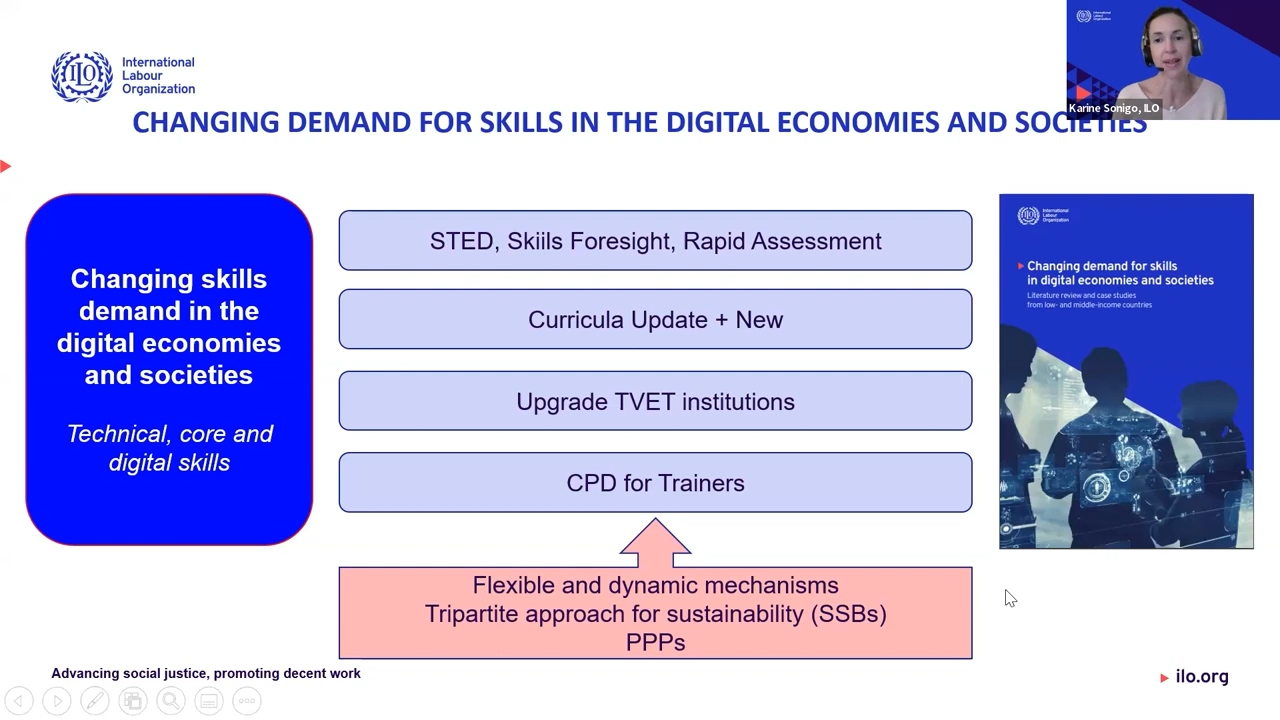 International
Labour
Organization
CHANGING DEMAND FOR SKILLS IN THE DIGITAL ECONOMIES AND SOCIETIES
Karine Sonigo, ILO
Changing skills
demand in the
digital economies
and societies
Technical, core and
digital skills
STED, Skiils Foresight, Rapid Assessment
Curricula Update + New
Upgrade TVET institutions
CPD for Trainers
Flexible and dynamic mechanisms
Tripartite approach for sustainability (SSBs)
PPPs
International
Labour
Organization
Changing demand for skills
in digital economies and societies
Literature review and case studies
from low- and middle-income countries
Advancing social justice, promoting decent work
ilo.org